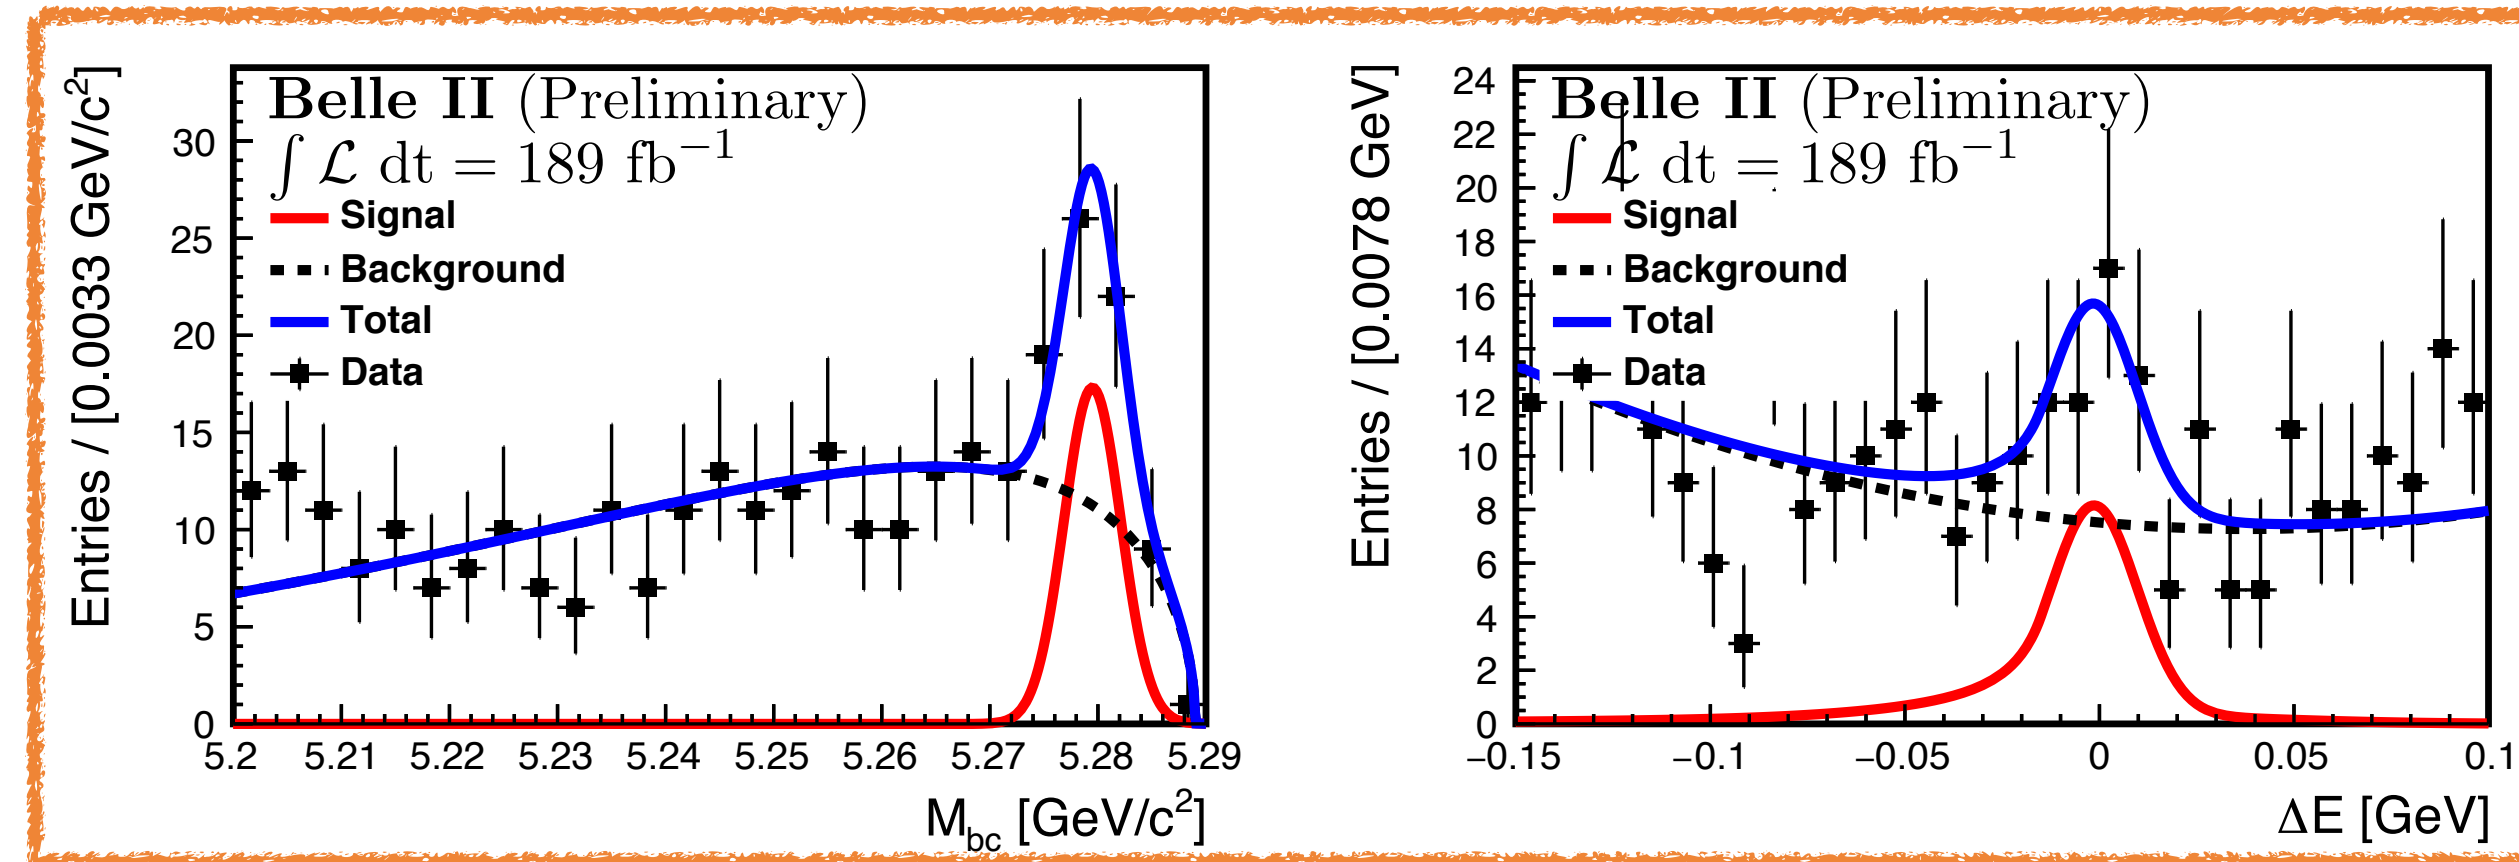 Entries / [0.0033 GeV/c²]
Belle II (Preliminary)
∫ ℒ dt = 189 fb⁻¹
Signal
Background
Total
Data
30
25
20
15
10
5
0
5.2 5.21 5.22 5.23 5.24 5.25 5.26 5.27 5.28 5.29
M_bc [GeV/c²]
Entries / [0.0078 GeV]
Belle II (Preliminary)
∫ ℒ dt = 189 fb⁻¹
Signal
Background
Total
Data
24
22
20
18
16
14
12
10
8
6
4
2
0
−0.15 −0.1 −0.05 0 0.05 0.1
ΔE [GeV]